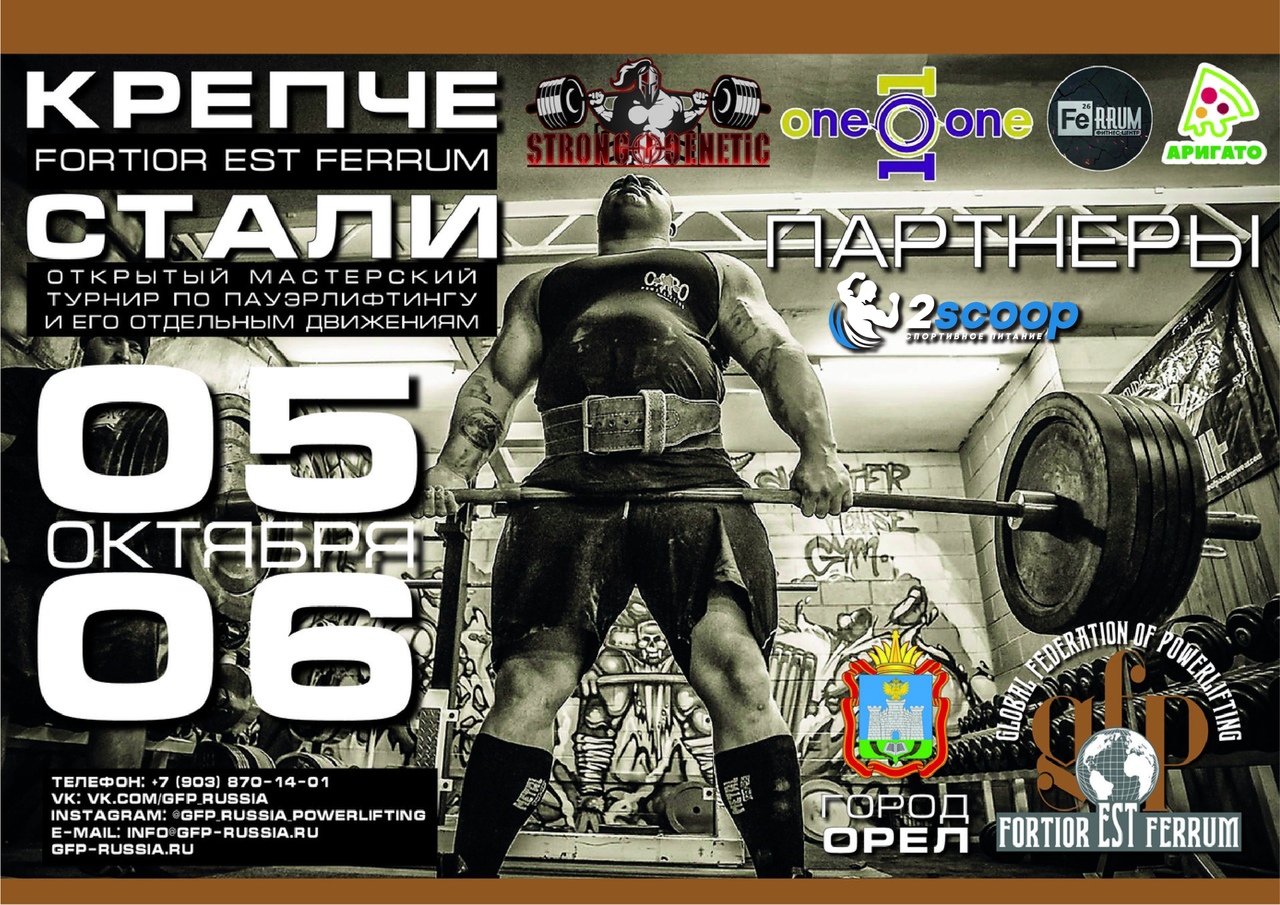 КРЕПЧЕ
FORTIOR EST FERRUM
СТАЛИ
ОТКРЫТЫЙ МАСТЕРСКИЙ
ТУРНИР ПО ПАУЭРЛИФТИНГУ
И ЕГО ОТДЕЛЬНЫМ ДВИЖЕНИЯМ
05
ОКТЯБРЯ
06
ТЕЛЕФОН: +7 (903) 870-14-01
VK: VK.COM/GFP_RUSSIA
INSTAGRAM: @GFP_RUSSIA_POWERLIFTING
E-MAIL: INFO@GFP-RUSSIA.RU
GFP-RUSSIA.RU
STRONG GENETIC
1
one one
1
26
FeRRUM
ФИТНЕС-ЦЕНТР
АРИГАТО
ПАРТНЕРЫ
2scoop
СПОРТИВНОЕ ПИТАНИЕ
GYM.
ГОРОД
ОРЕЛ
GLOBAL FEDERATION OF POWERLIFTING
gfp
FORTIOR EST FERRUM